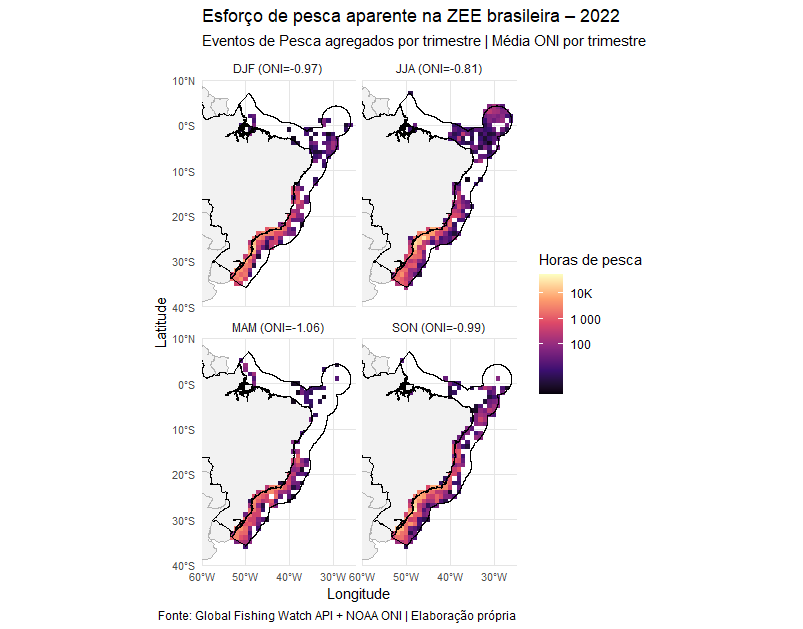 Esforço de pesca aparente na ZEE brasileira – 2022
Eventos de Pesca agregados por trimestre | Média ONI por trimestre
DJF (ONI=-0.97)
JJA (ONI=-0.81)
10°N
0°S
10°S
20°S
30°S
40°S
MAM (ONI=-1.06)
SON (ONI=-0.99)
10°N
0°S
10°S
20°S
30°S
40°S
60°W 50°W 40°W 30°W 60°W 50°W 40°W 30°W
Latitude
Longitude
Horas de pesca
10K
1 000
100
Fonte: Global Fishing Watch API + NOAA ONI | Elaboração própria